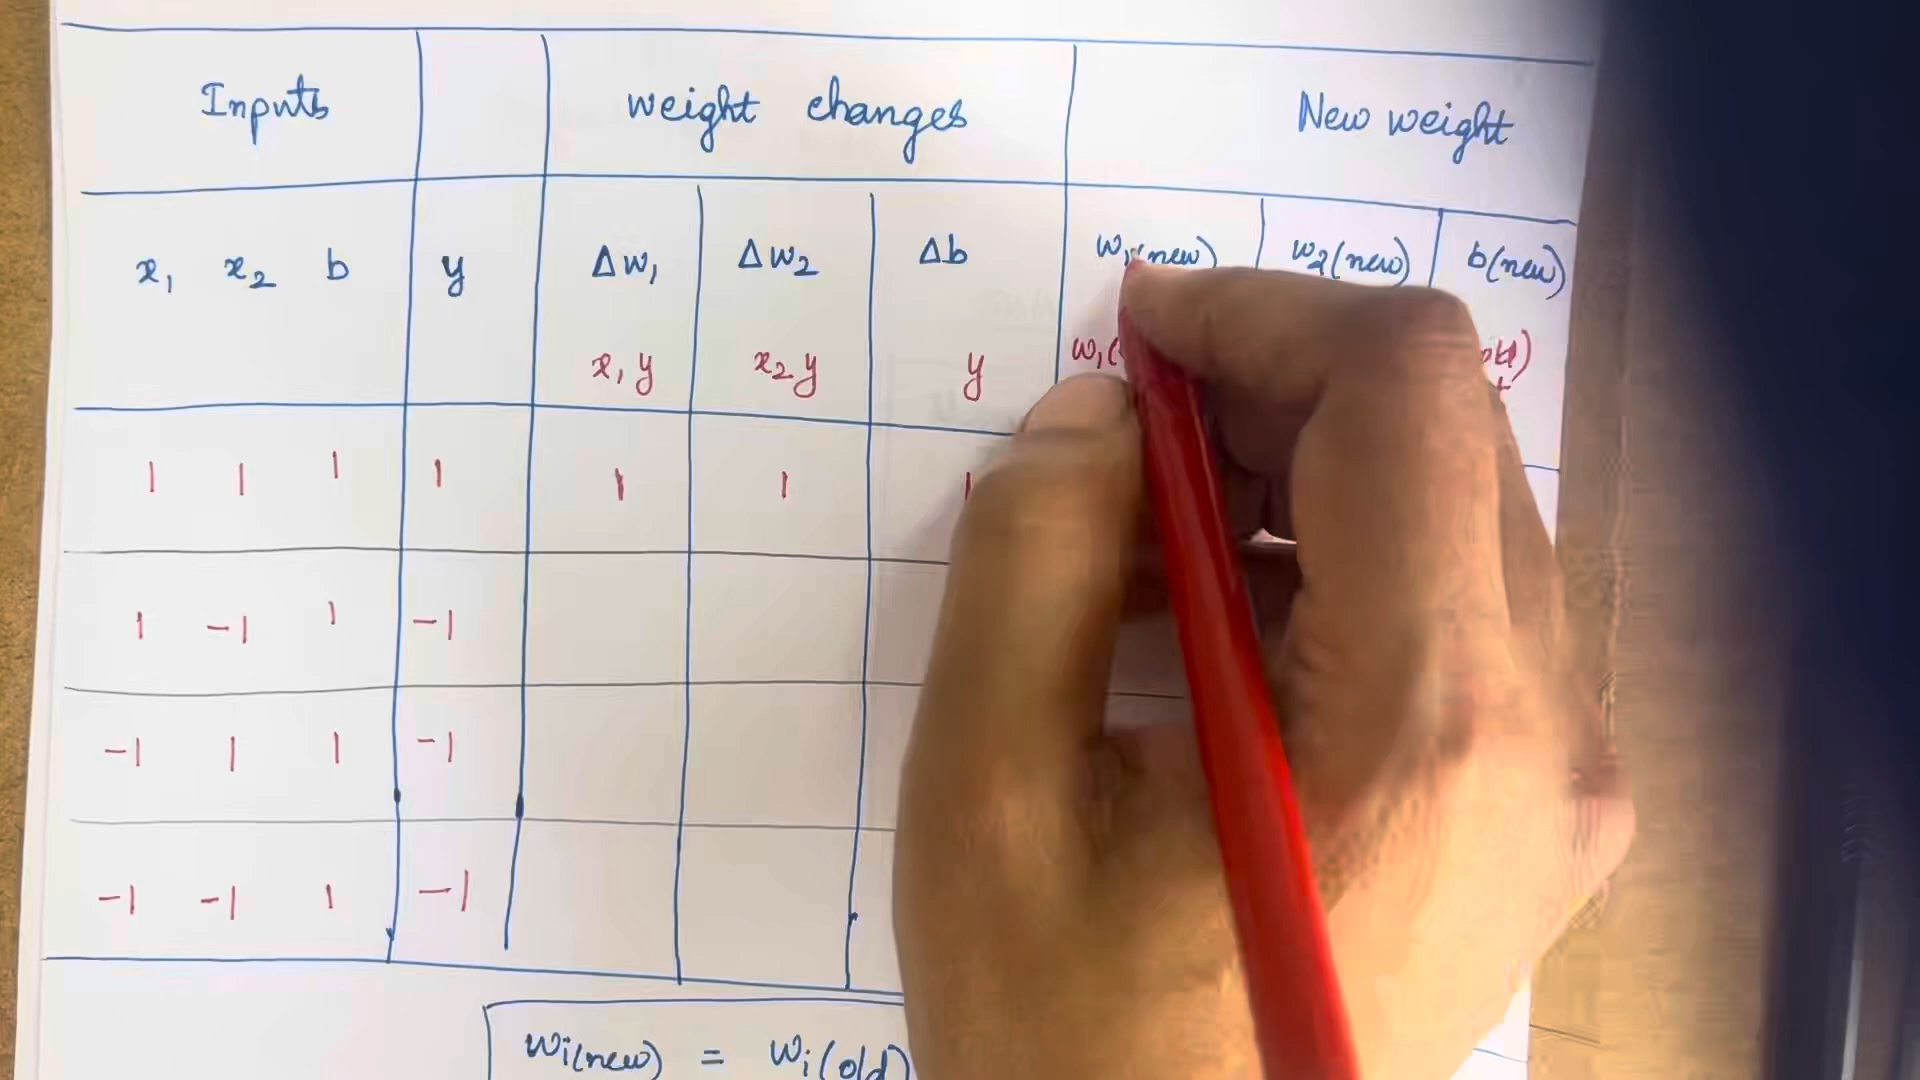 Inputs weight changes New weight
x₁ x₂ b y Δw₁ Δw₂ Δb w₁(new) w₂(new) b(new)
x₁y x₂y y w₁(
1 1 1 1 1 1 1
1 -1 1 -1
-1 1 1 -1
-1 -1 1 -1
wi(new) = wi(old)